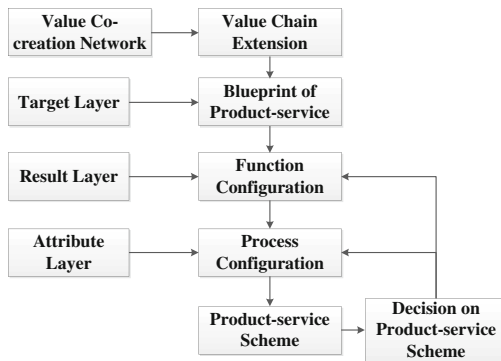 Value Co-
creation Network
Value Chain
Extension
Target Layer
Blueprint of
Product-service
Result Layer
Function
Configuration
Attribute
Layer
Process
Configuration
Product-service
Scheme
Decision on
Product-service
Scheme